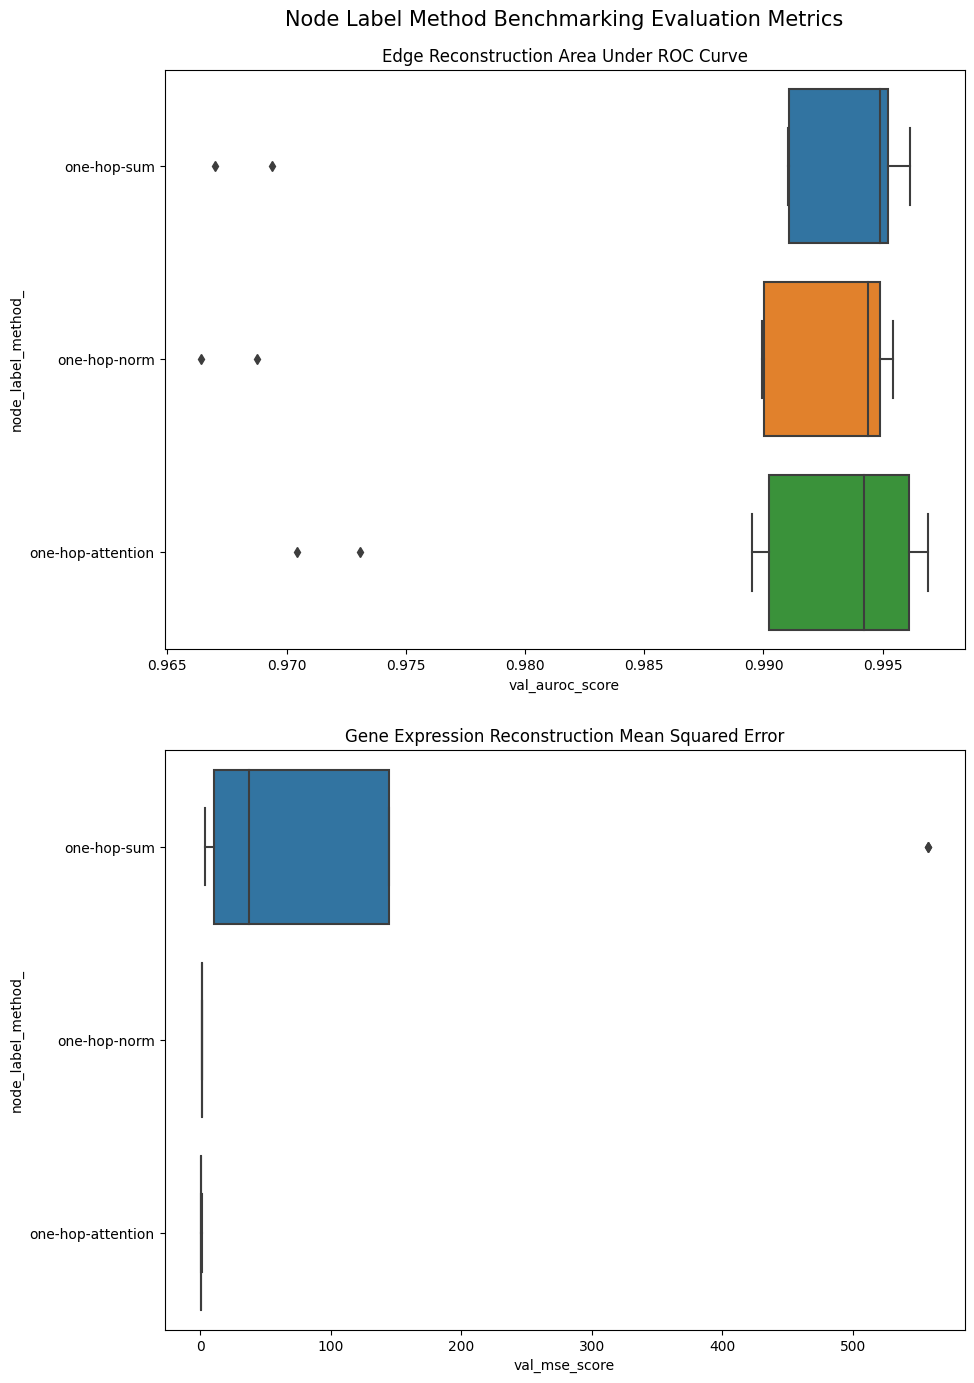 Node Label Method Benchmarking Evaluation Metrics
Edge Reconstruction Area Under ROC Curve
node_label_method_
one-hop-sum
one-hop-norm
one-hop-attention
0.965 0.970 0.975 0.980 0.985 0.990 0.995
val_auroc_score
Gene Expression Reconstruction Mean Squared Error
node_label_method_
one-hop-sum
one-hop-norm
one-hop-attention
0 100 200 300 400 500
val_mse_score